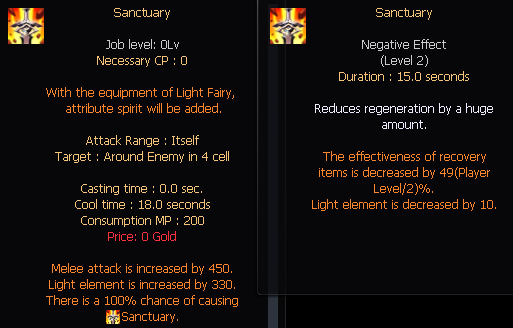 Sanctuary
Job level: 0Lv
Necessary CP : 0
With the equipment of Light Fairy,
attribute spirit will be added.
Attack Range : Itself
Target : Around Enemy in 4 cell
Casting time : 0.0 sec.
Cool time : 18.0 seconds
Consumption MP : 200
Price: 0 Gold
Melee attack is increased by 450.
Light element is increased by 330.
There is a 100% chance of causing
Sanctuary.
Sanctuary
Negative Effect
(Level 2)
Duration : 15.0 seconds
Reduces regeneration by a huge
amount.
The effectiveness of recovery
items is decreased by 49(Player
Level/2)%.
Light element is decreased by 10.